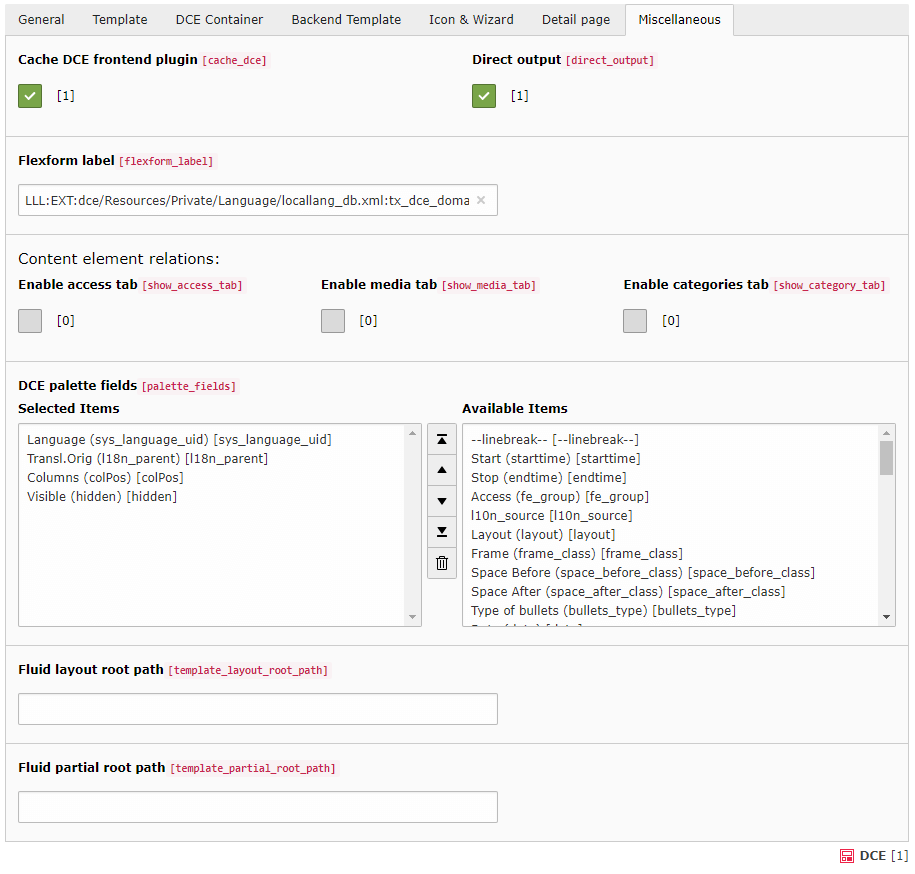 General Template DCE Container Backend Template Icon & Wizard Detail page Miscellaneous
Cache DCE frontend plugin [cache_dce] Direct output [direct_output]
[1] [1]
Flexform label [flexform_label]
LLL:EXT:dce/Resources/Private/Language/locallang_db.xml:tx_dce_doma
Content element relations:
Enable access tab [show_access_tab] Enable media tab [show_media_tab] Enable categories tab [show_category_tab]
[0] [0] [0]
DCE palette fields [palette_fields]
Selected Items
Language (sys_language_uid) [sys_language_uid]
Transl.Orig (l18n_parent) [l18n_parent]
Columns (colPos) [colPos]
Visible (hidden) [hidden]
Available Items
--linebreak-- [--linebreak--]
Start (starttime) [starttime]
Stop (endtime) [endtime]
Access (fe_group) [fe_group]
l10n_source [l10n_source]
Layout (layout) [layout]
Frame (frame_class) [frame_class]
Space Before (space_before_class) [space_before_class]
Space After (space_after_class) [space_after_class]
Type of bullets (bullets_type) [bullets_type]
Fluid layout root path [template_layout_root_path]
Fluid partial root path [template_partial_root_path]
DCE [1]